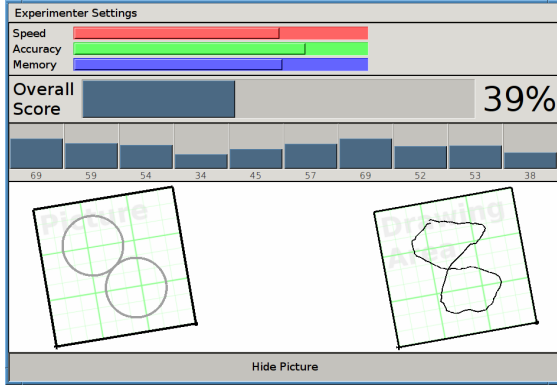 Experimenter Settings
Speed
Accuracy
Memory
Overall
Score
39%
69 59 54 34 45 57 69 52 53 38
Picture
Drawing
Area
Hide Picture